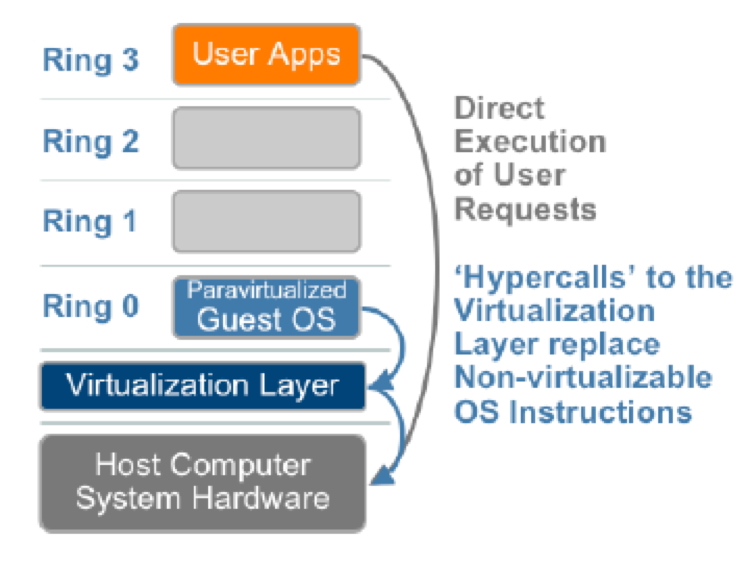 Ring 3
User Apps
Ring 2
Ring 1
Ring 0
Paravirtualized
Guest OS
Virtualization Layer
Host Computer
System Hardware
Direct
Execution
of User
Requests
‘Hypercalls’ to the
Virtualization
Layer replace
Non-virtualizable
OS Instructions